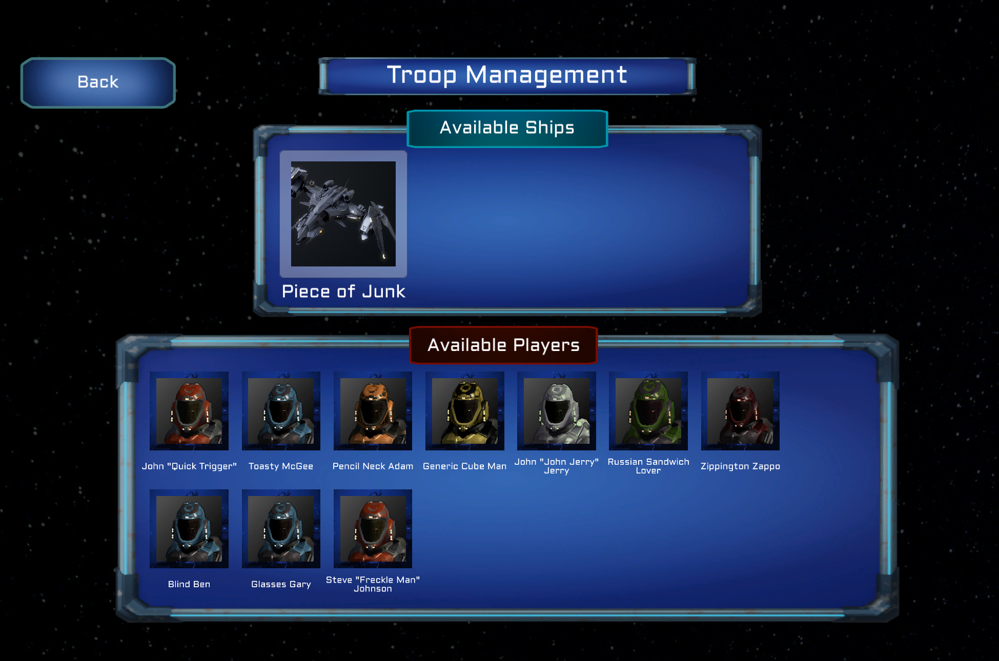 Back
Troop Management
Available Ships
Piece of Junk
Available Players
John "Quick Trigger"
Toasty McGee
Pencil Neck Adam
Generic Cube Man
John "John Jerry"
Jerry
Russian Sandwich
Lover
Zippington Zappo
Blind Ben
Glasses Gary
Steve "Freckle Man"
Johnson